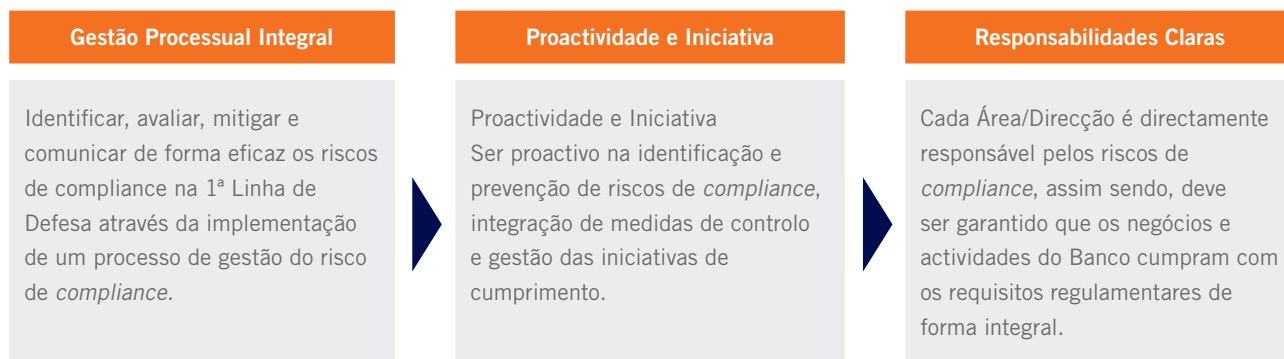 Gestão Processual Integral
Identificar, avaliar, mitigar e
comunicar de forma eficaz os riscos
de compliance na 1ª Linha de
Defesa através da implementação
de um processo de gestão do risco
de compliance.
Proactividade e Iniciativa
Proactividade e Iniciativa
Ser proactivo na identificação e
prevenção de riscos de compliance,
integração de medidas de controlo
e gestão das iniciativas de
cumprimento.
Responsabilidades Claras
Cada Área/Direcção é directamente
responsável pelos riscos de
compliance, assim sendo, deve
ser garantido que os negócios e
actividades do Banco cumpram com
os requisitos regulamentares de
forma integral.